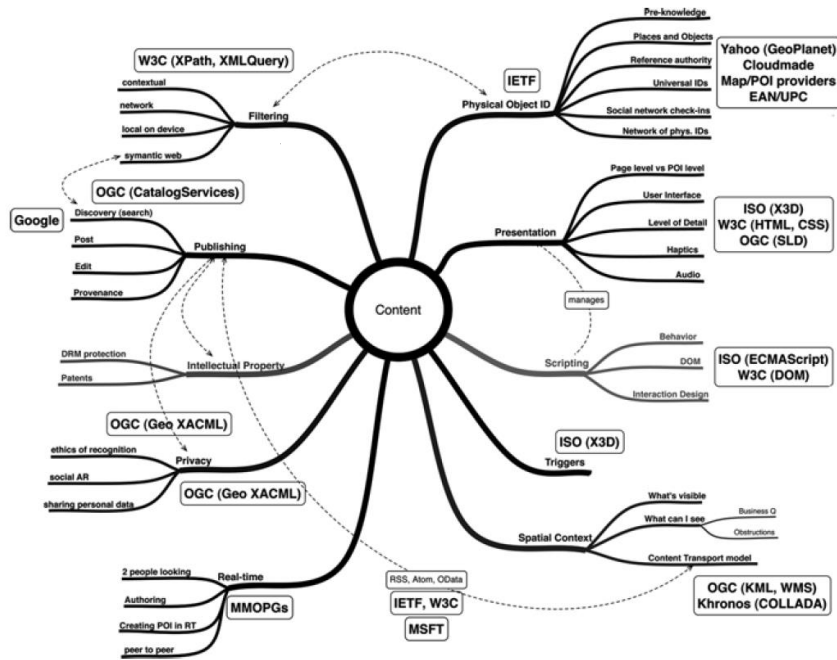 W3C (XPath, XMLQuery)
contextual
network
local on device
symantic web
Filtering
OGC (CatalogServices)
Google
Discovery (search)
Post
Edit
Provenance
Publishing
DRM protection
Patents
Intellectual Property
OGC (Geo XACML)
ethics of recognition
social AR
sharing personal data
Privacy
OGC (Geo XACML)
2 people looking
Authoring
Creating POI in RT
peer to peer
Real-time
MMOPGs
Content
IETF
Physical Object ID
Pre-knowledge
Places and Objects
Reference authority
Universal IDs
Social network check-ins
Network of phys. IDs
Yahoo (GeoPlanet)
Cloudmade
Map/POI providers
EAN/UPC
Presentation
Page level vs POI level
User Interface
Level of Detail
Haptics
Audio
ISO (X3D)
W3C (HTML, CSS)
OGC (SLD)
manages
Scripting
Behavior
DOM
Interaction Design
ISO (ECMAScript)
W3C (DOM)
ISO (X3D)
Triggers
Spatial Context
What's visible
What can I see
Business Q
Obstructions
Content Transport model
OGC (KML, WMS)
Khronos (COLLADA)
RSS, Atom, OData
IETF, W3C
MSFT